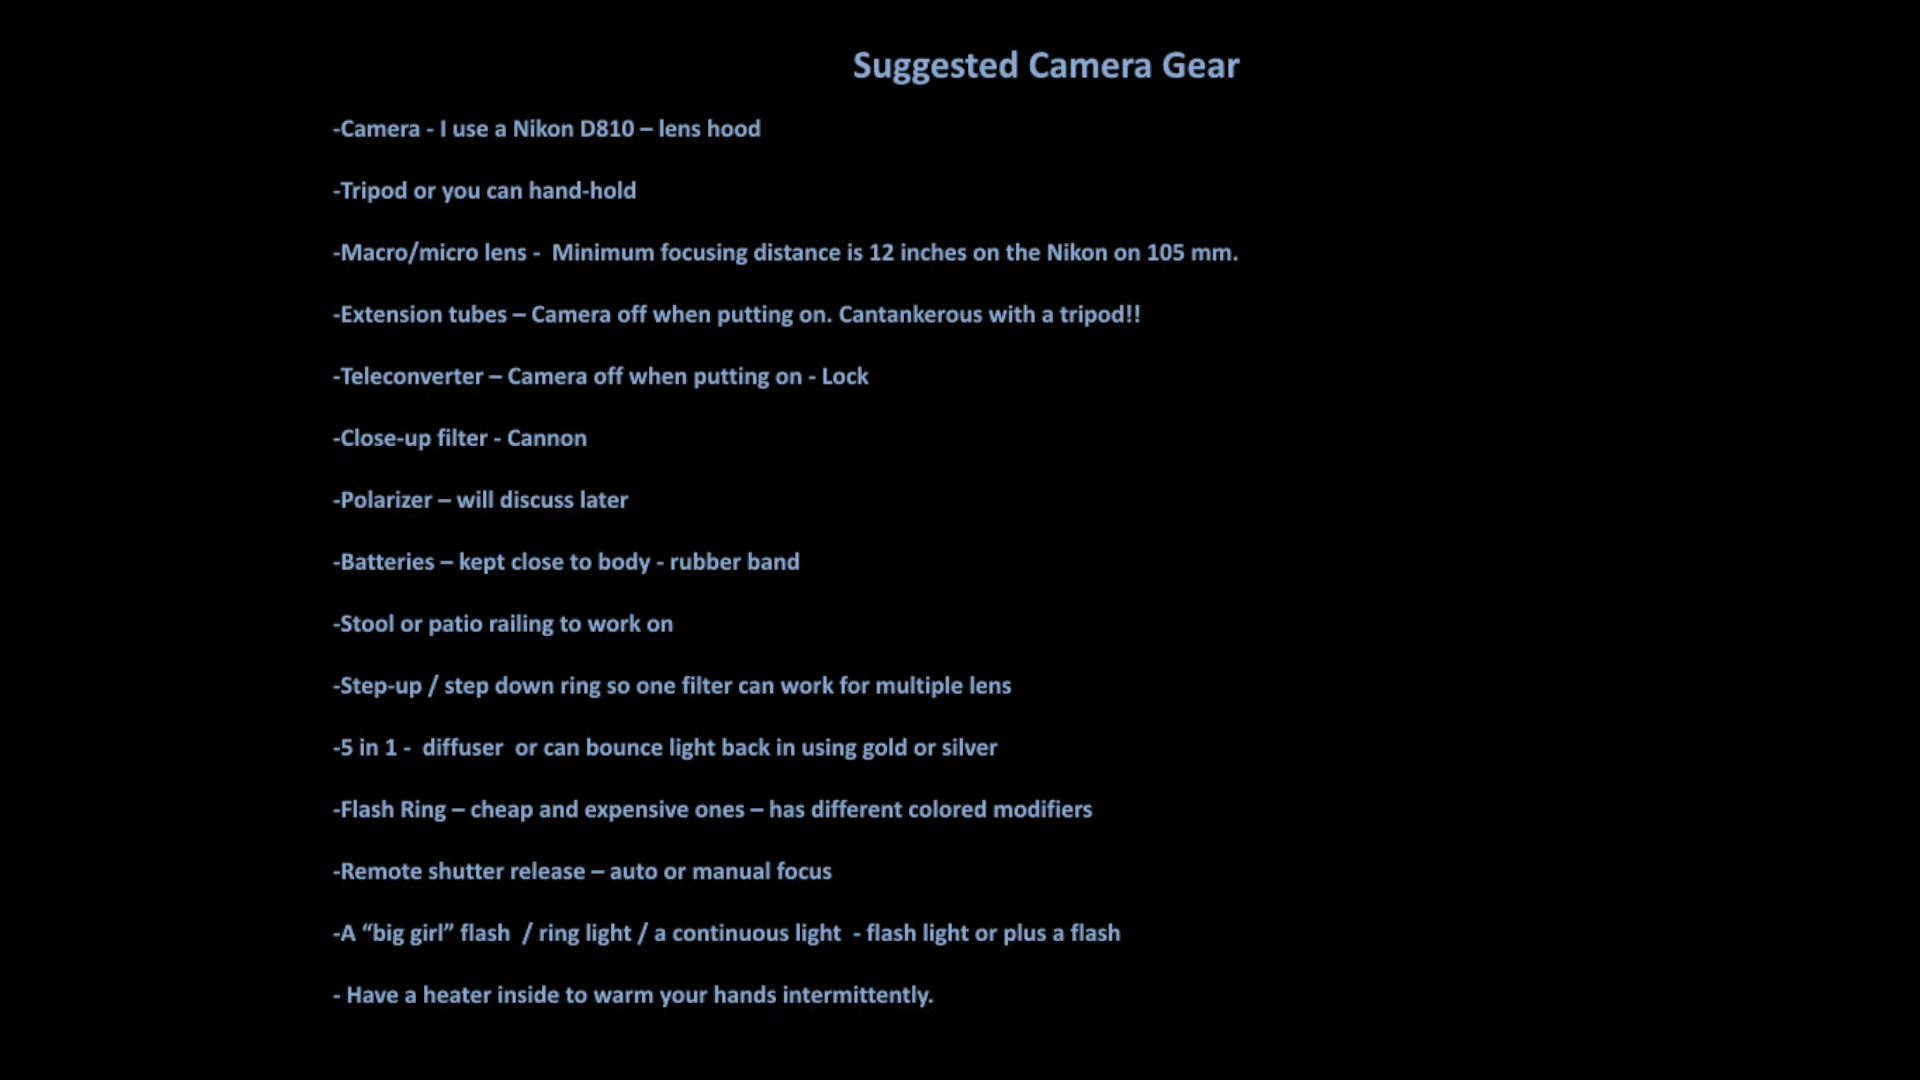 Suggested Camera Gear
-Camera - I use a Nikon D810 – lens hood
-Tripod or you can hand-hold
-Macro/micro lens -  Minimum focusing distance is 12 inches on the Nikon on 105 mm.
-Extension tubes – Camera off when putting on. Cantankerous with a tripod!!
-Teleconverter – Camera off when putting on - Lock
-Close-up filter - Cannon
-Polarizer – will discuss later
-Batteries – kept close to body - rubber band
-Stool or patio railing to work on
-Step-up / step down ring so one filter can work for multiple lens
-5 in 1 -  diffuser  or can bounce light back in using gold or silver
-Flash Ring – cheap and expensive ones – has different colored modifiers
-Remote shutter release – auto or manual focus
-A “big girl” flash  / ring light / a continuous light  - flash light or plus a flash
- Have a heater inside to warm your hands intermittently.